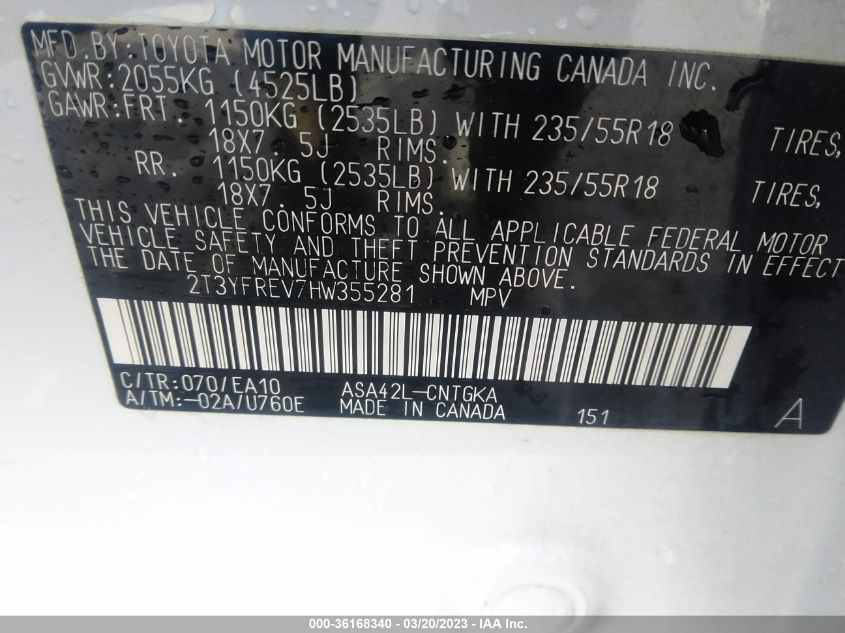 MFD. BY: TOYOTA MOTOR MANUFACTURING CANADA INC.
GVWR: 2055KG (4525LB)
GAWR: FRT. 1150KG (2535LB) WITH 235/55R18 TIRES,
18X7. 5J RIMS.
RR. 1150KG (2535LB) WITH 235/55R18 TIRES,
18X7. 5J RIMS.
THIS VEHICLE CONFORMS TO ALL APPLICABLE FEDERAL MOTOR
VEHICLE SAFETY AND THEFT PREVENTION STANDARDS IN EFFECT
THE DATE OF MANUFACTURE SHOWN ABOVE.
2T3YFREV7HW355281 MPV
C/TR: 070/EA10 ASA42L-CNTGKA
A/TM: -02A/U760E MADE IN CANADA 151 A
000-36168340 - 03/20/2023 - IAA Inc.